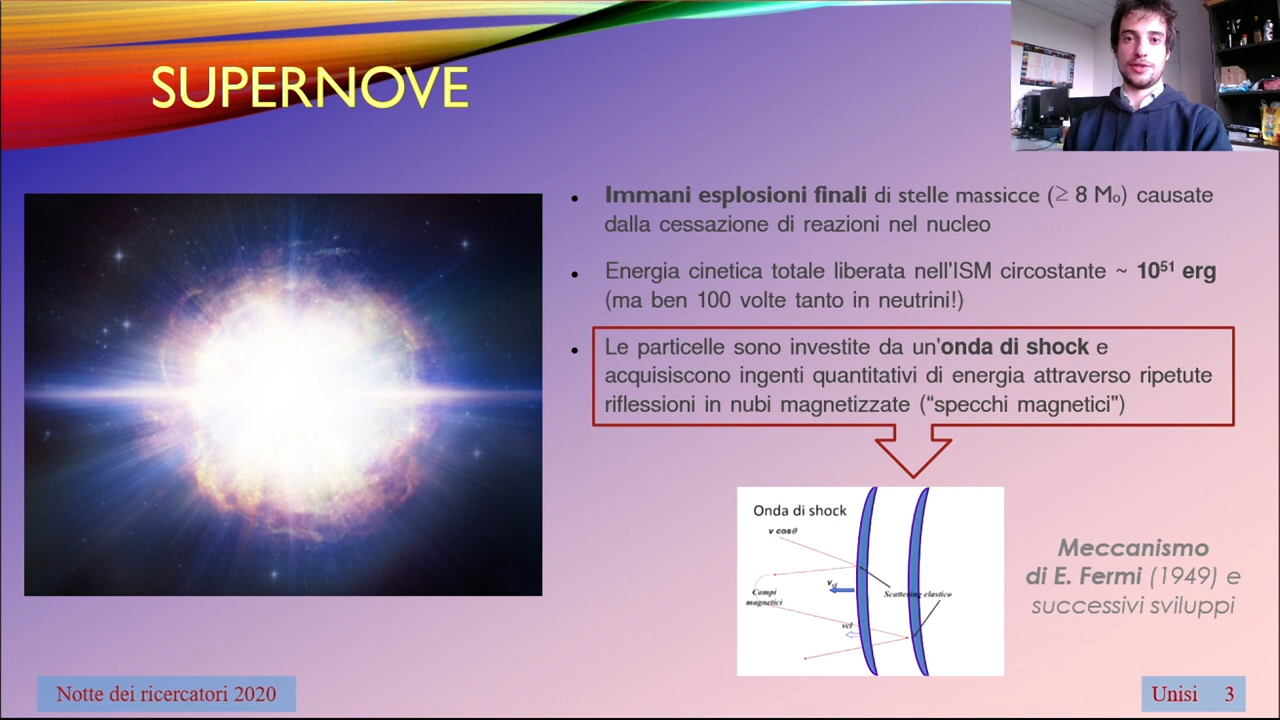 SUPERNOVE
Immani esplosioni finali di stelle massicce (≥ 8 M₀) causate
dalla cessazione di reazioni nel nucleo
Energia cinetica totale liberata nell'ISM circostante ~ 10⁵¹ erg
(ma ben 100 volte tanto in neutrini!)
Le particelle sono investite da un'onda di shock e
acquisiscono ingenti quantitativi di energia attraverso ripetute
riflessioni in nubi magnetizzate (“specchi magnetici")
Onda di shock
v cosθ
Campi
magnetici
Scattering elastico
vcl
Meccanismo
di E. Fermi (1949) e
successivi sviluppi
Notte dei ricercatori 2020
Unisi 3